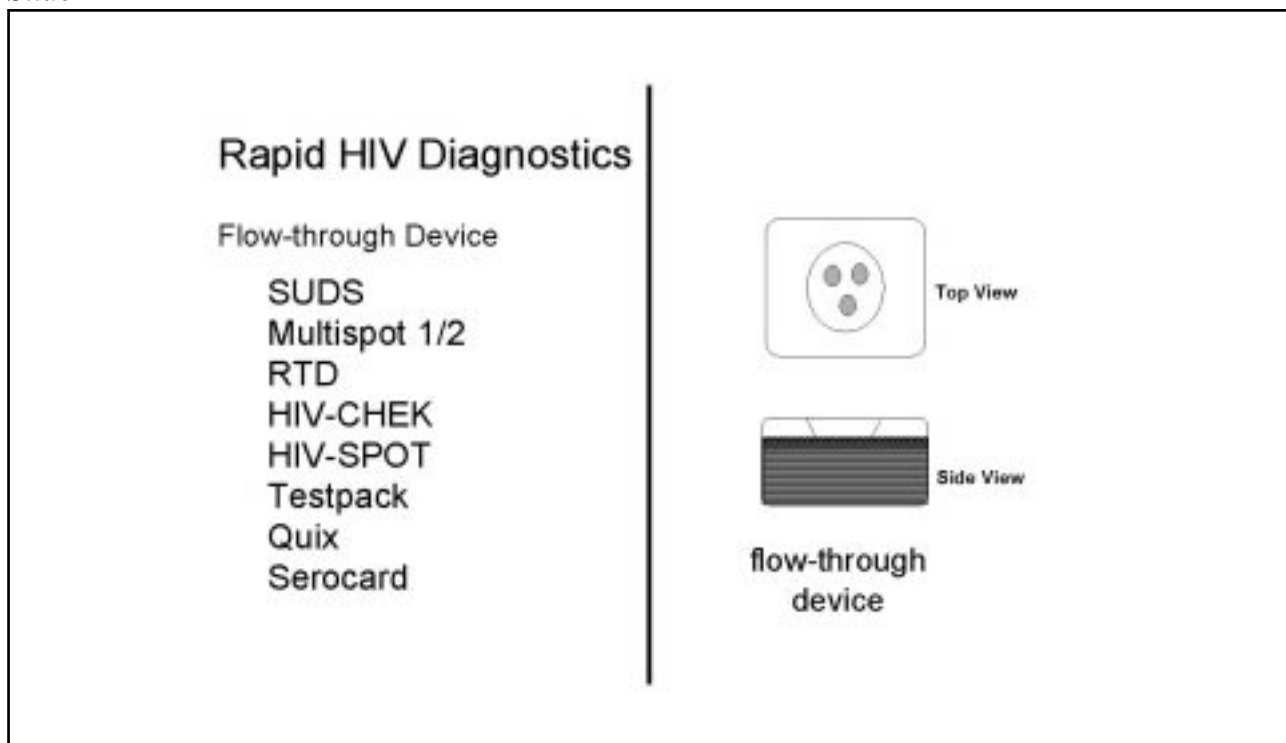 Rapid HIV Diagnostics
Flow-through Device
SUDS
Multispot 1/2
RTD
HIV-CHEK
HIV-SPOT
Testpack
Quix
Serocard
Top View
Side View
flow-through
device